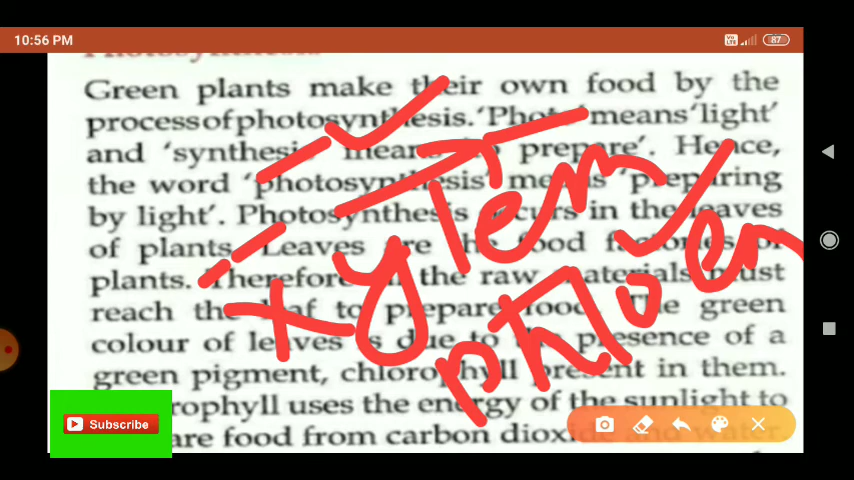 10:56 PM
87
Photosynthesis
Green plants make their own food by the
process of photosynthesis. 'Photo' means 'light'
and 'synthesis' means 'to prepare'. Hence,
the word 'photosynthesis' means 'preparing
by light'. Photosynthesis occurs in the leaves
of plants. Leaves are the food factories of
plants. Therefore the raw materials must
reach the leaf to prepare food. The green
colour of leaves is due to the presence of a
green pigment, chlorophyll present in them.
rophyll uses the energy of the sunlight to
are food from carbon dioxide and water
xylem
phloem
Subscribe